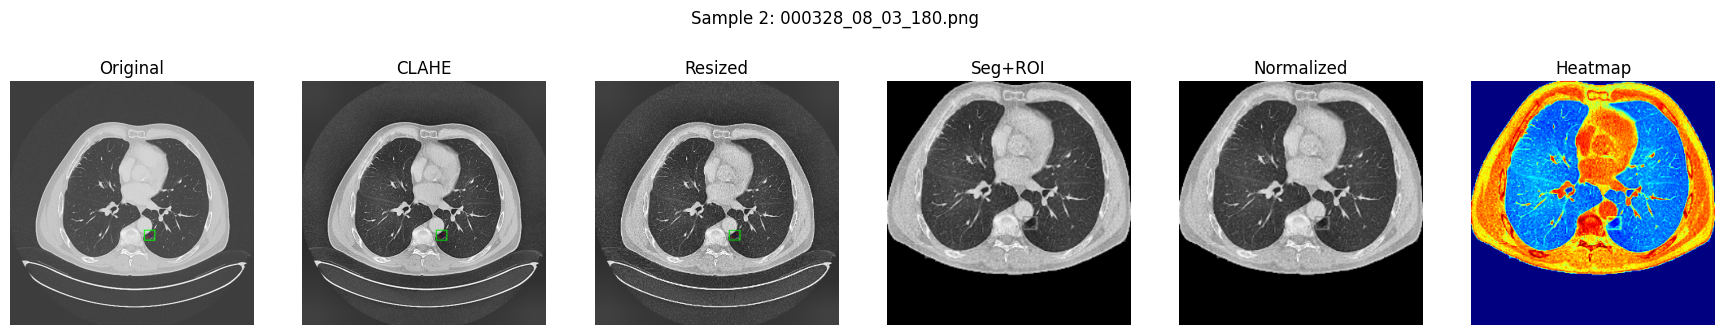 Sample 2: 000328_08_03_180.png
Original
CLAHE
Resized
Seg+ROI
Normalized
Heatmap